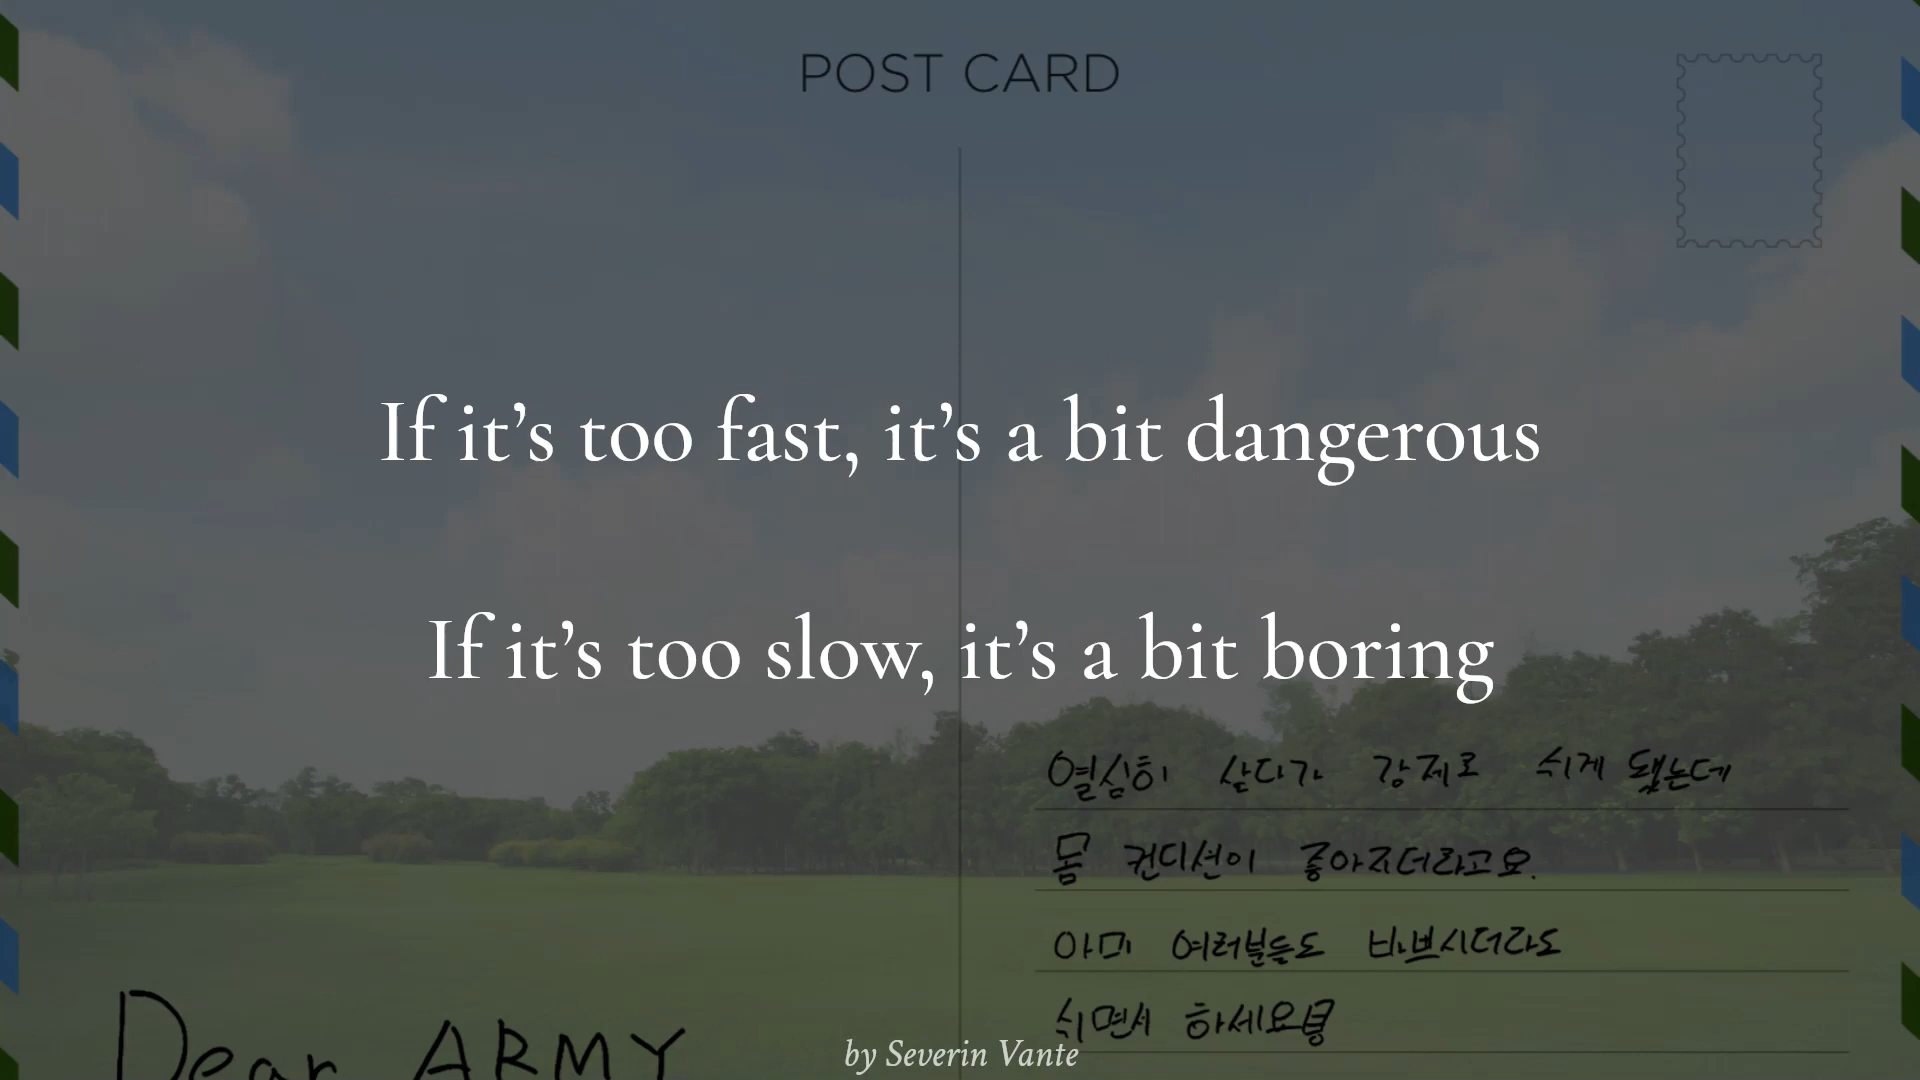 POST CARD
If it’s too fast, it’s a bit dangerous
If it’s too slow, it’s a bit boring
열심히 살다가 강제로 쉬게 됐는데
몸 컨디션이 좋아지더라고요.
아미 여러분들도 바쁘시더라도
쉬면서 하세요
Dear ARMY
by Severin Vante